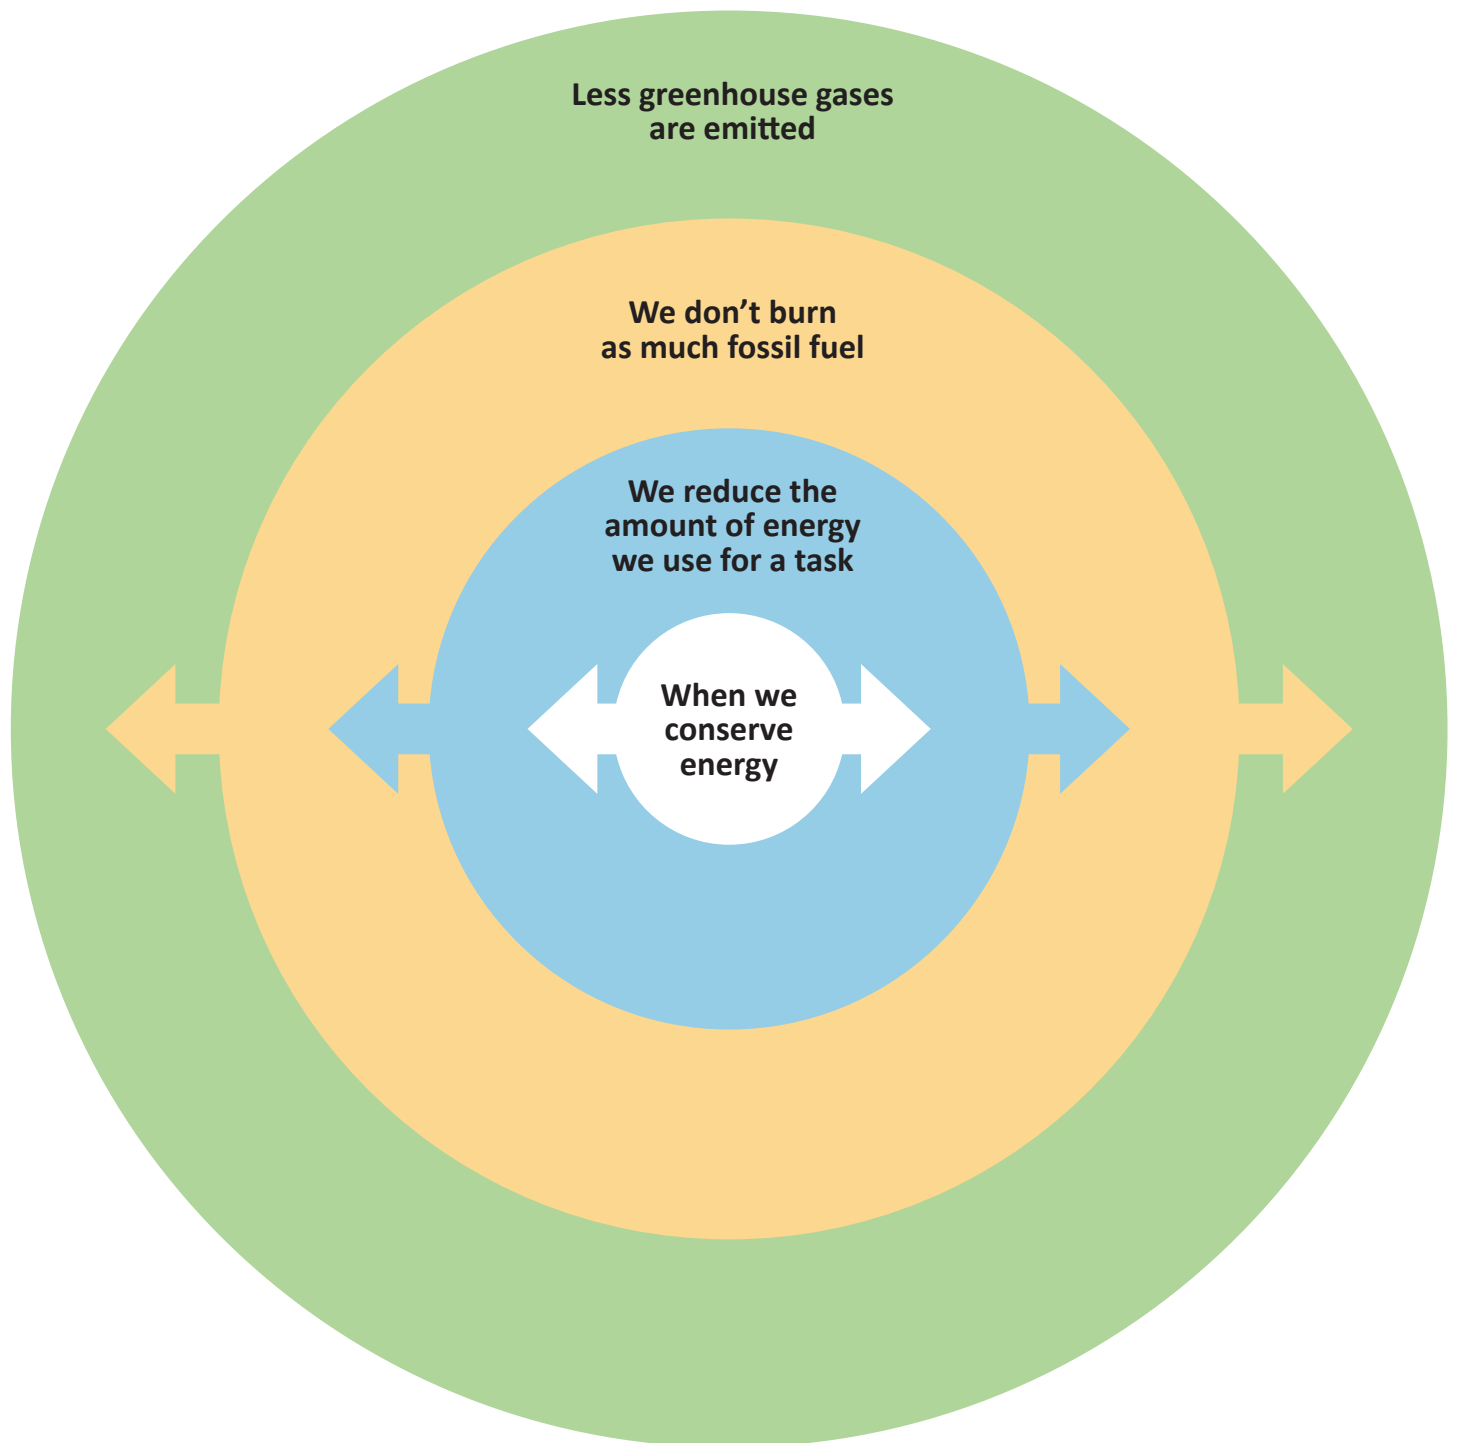 Less greenhouse gases
are emitted
We don’t burn
as much fossil fuel
We reduce the
amount of energy
we use for a task
When we
conserve
energy